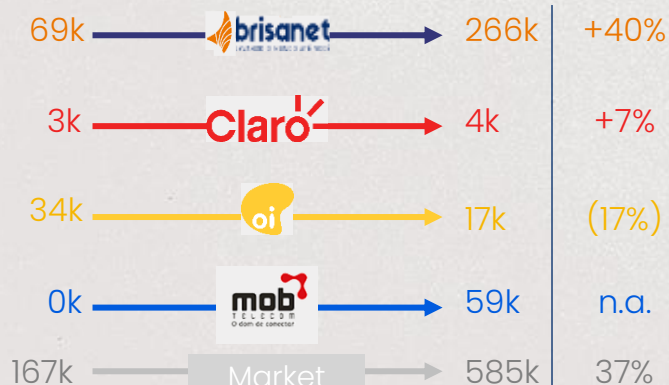 69k brisanet 266k +40%
3k Claro 4k +7%
34k oi 17k (17%)
0k mob 59k n.a.
TELECOM
O dom de conectar
167k Market 585k 37%